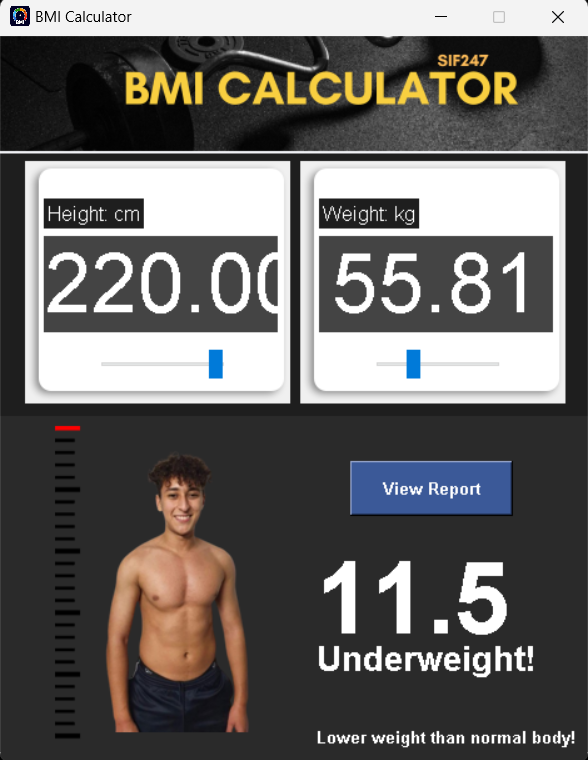 BMI Calculator
SIF247
BMI CALCULATOR
Height: cm
Weight: kg
220.00
55.81
View Report
11.5
Underweight!
Lower weight than normal body!